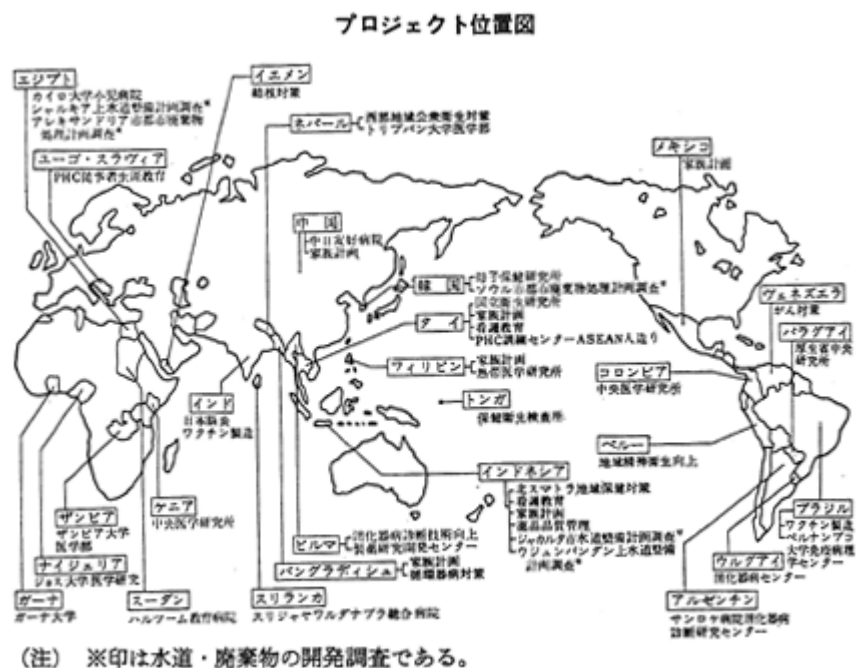 プロジェクト位置図
エジプト
カイロ大学小児病院
シャルキア上水道整備計画調査※
アレキサンドリア市都市廃棄物
処理計画調査※
ユーゴ・スラヴィア
PHC従事者生涯教育
イエメン
結核対策
ネパール
西部地域公衆衛生対策
トリブバン大学医学部
メキシコ
家族計画
中国
中日友好病院
家族計画
韓国
母子保健研究所
ソウル市都市廃棄物処理計画調査※
タイ
国立衛生研究所
家族計画
看護教育
PHC訓練センターASEAN人造り
フィリピン
家族計画
熱帯医学研究所
ヴェネズエラ
がん対策
パラグアイ
厚生省中央
研究所
コロンビア
中央医学研究所
トンガ
保健衛生検査所
インド
日本脳炎
ワクチン製造
ペルー
地域精神衛生向上
インドネシア
北スマトラ地域保健対策
看護教育
家族計画
薬品品質管理
ジャカルタ市水道整備計画調査※
ウジュンパンダン上水道整備
計画調査※
ケニア
中央医学研究所
ザンビア
ザンビア大学
医学部
ビルマ
消化器病診断技術向上
製薬研究開発センター
バングラディシュ
家族計画
循環器病対策
ブラジル
ワクチン製造
ペルナンブコ
大学免疫病理
学センター
ウルグアイ
消化器病センター
ナイジェリア
ジョス大学医学研究
ガーナ
ガーナ大学
スーダン
ハルツーム教育病院
スリランカ
スリジャヤワルダナプラ総合病院
アルゼンチン
サンロケ病院消化器病
診断研究センター
（注） ※印は水道・廃棄物の開発調査である。